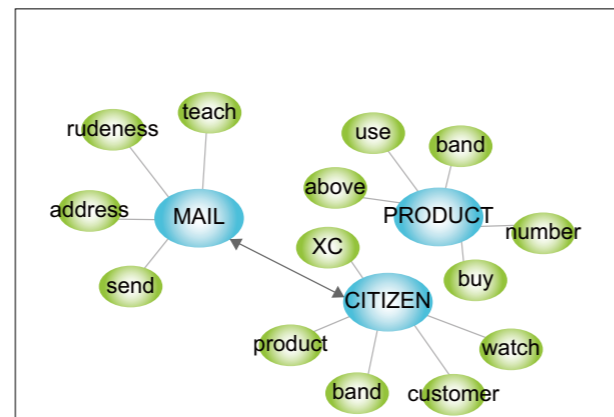 teach
rudeness
address
MAIL
send
use
band
above
PRODUCT
number
buy
XC
CITIZEN
product
band
customer
watch